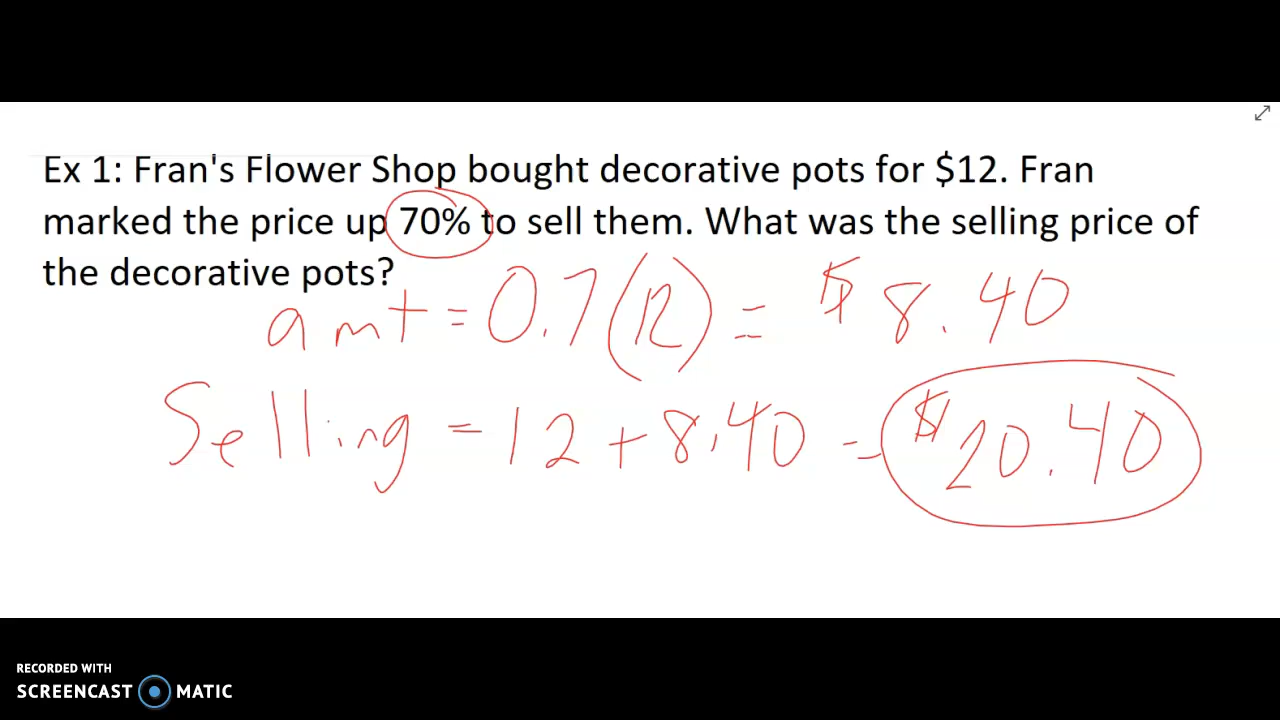 Ex 1: Fran's Flower Shop bought decorative pots for $12. Fran
marked the price up 70% to sell them. What was the selling price of
the decorative pots?
amt = 0.7(12) = $8.40
Selling = 12 + 8.40 = $20.40
RECORDED WITH
SCREENCAST MATIC